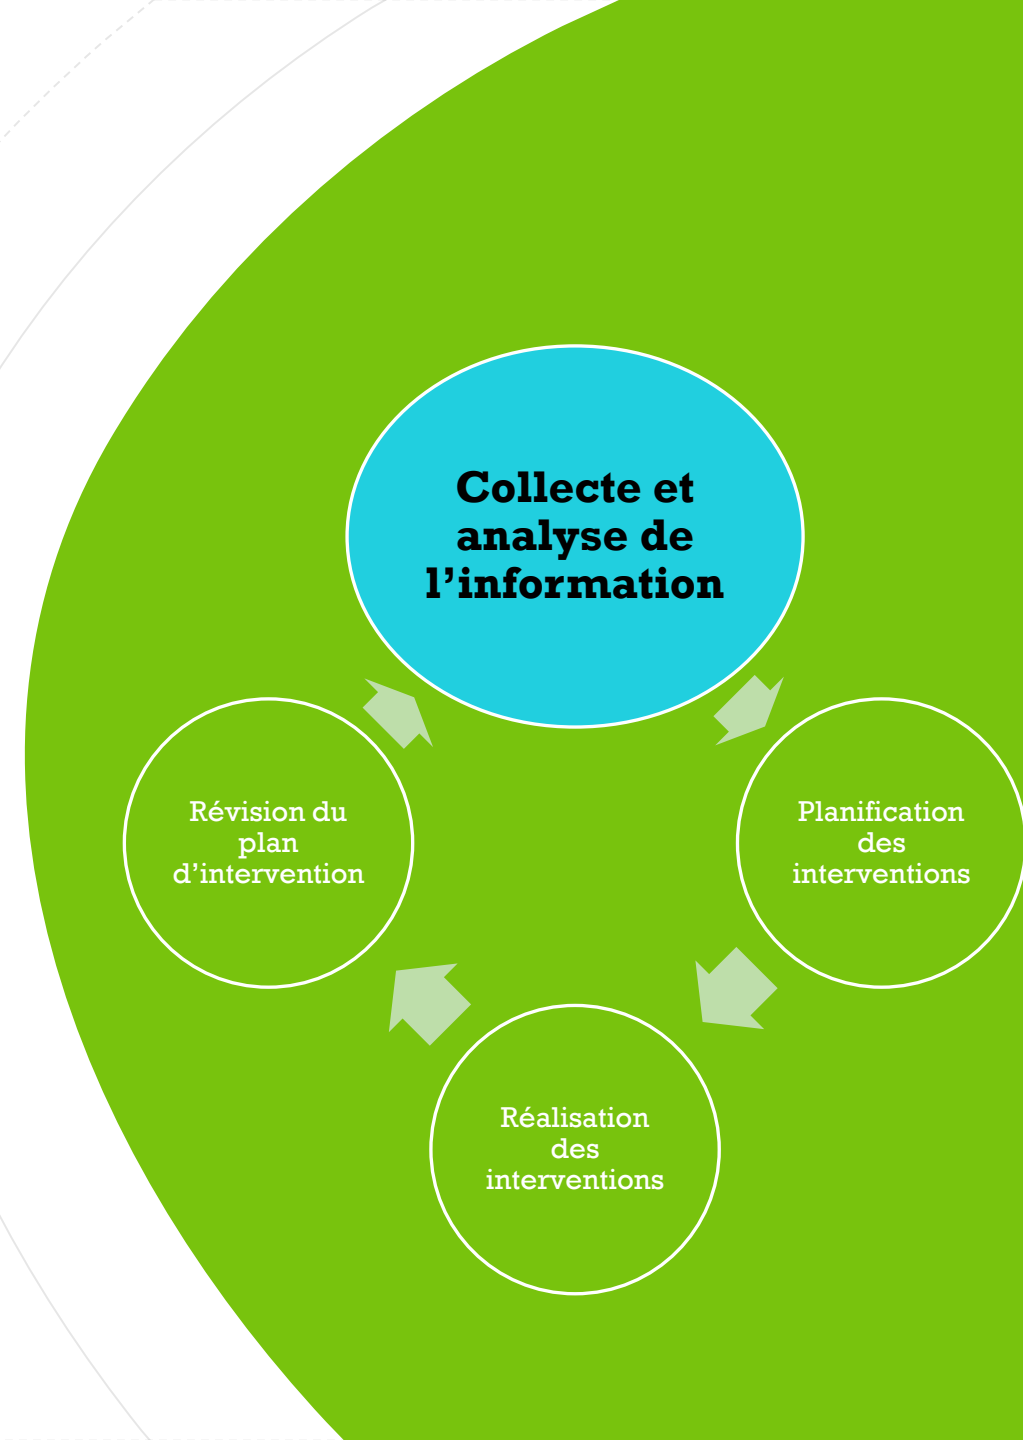 Collecte et
analyse de
l’information
Planification
des
interventions
Réalisation
des
interventions
Révision du
plan
d’intervention